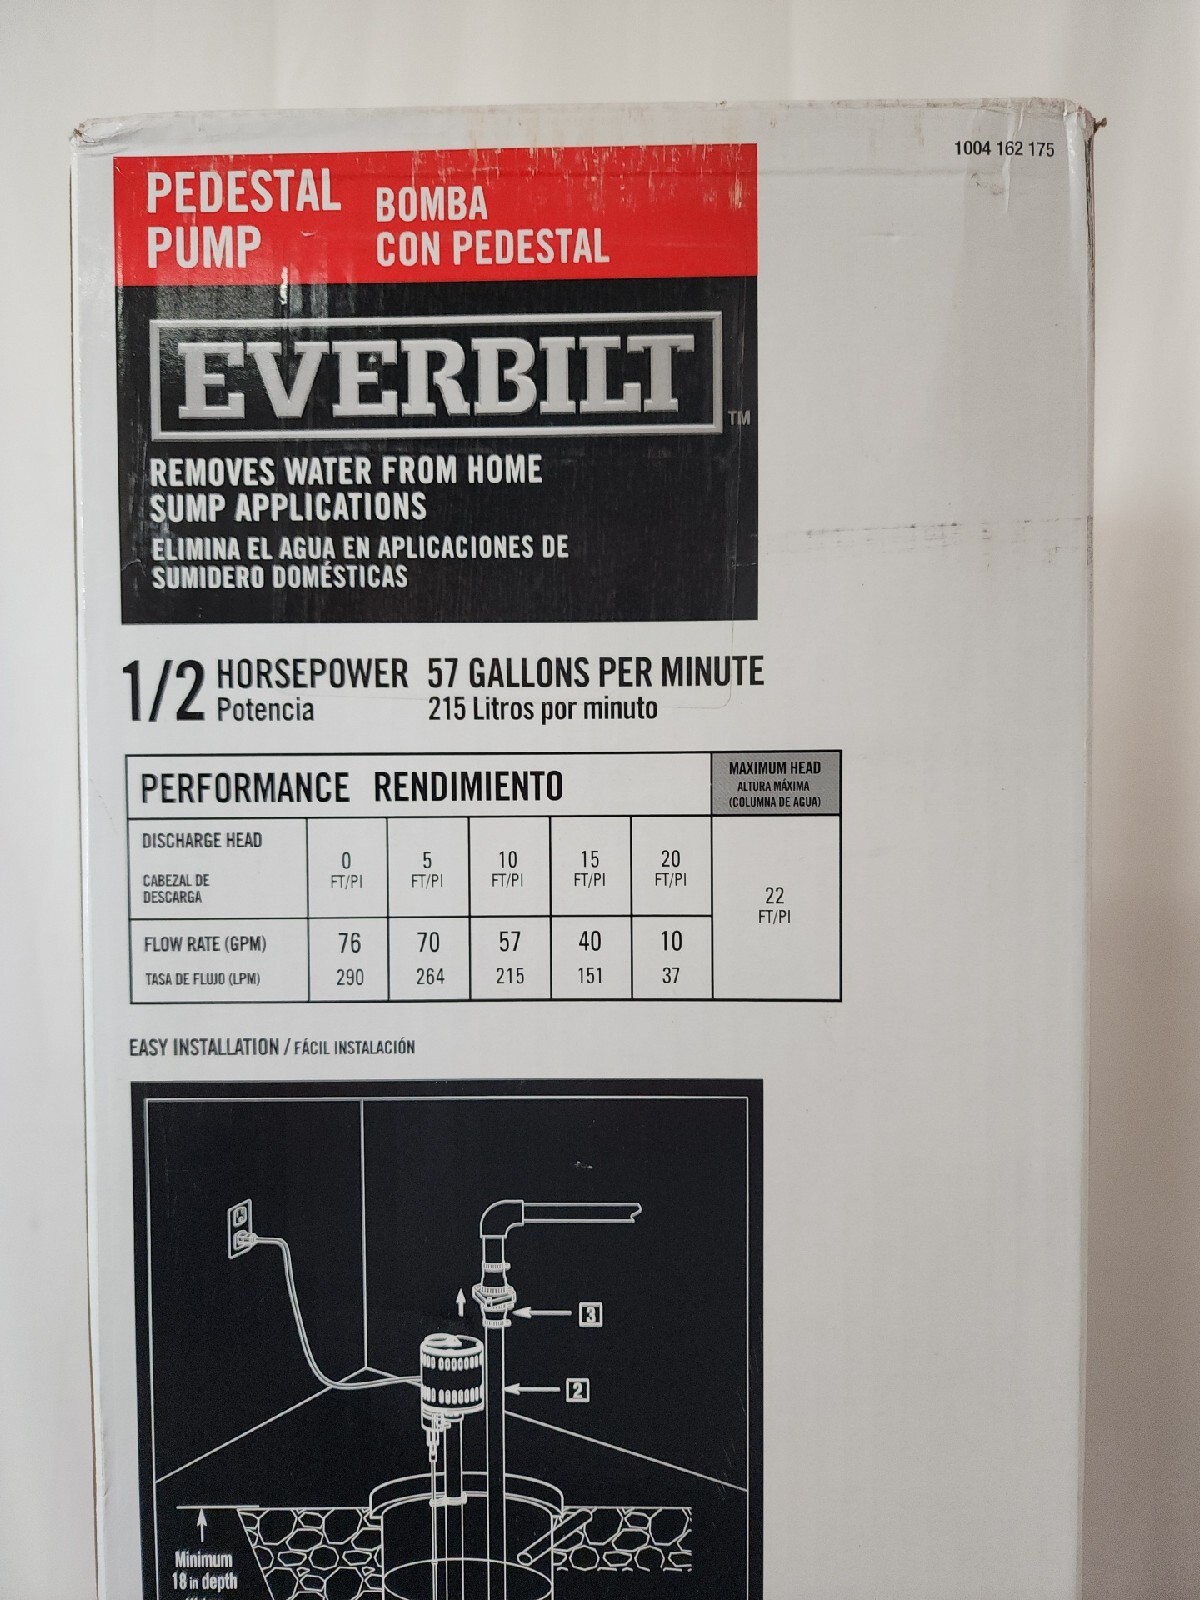 1004 162 175
PEDESTAL
PUMP
BOMBA
CON PEDESTAL
EVERBILT
TM
REMOVES WATER FROM HOME
SUMP APPLICATIONS
ELIMINA EL AGUA EN APLICACIONES DE
SUMIDERO DOMÉSTICAS
1/2 HORSEPOWER 57 GALLONS PER MINUTE
Potencia 215 Litros por minuto
PERFORMANCE RENDIMIENTO
MAXIMUM HEAD
ALTURA MÁXIMA
(COLUMNA DE AGUA)
DISCHARGE HEAD
CABEZAL DE
DESCARGA
0 5 10 15 20
FT/PI FT/PI FT/PI FT/PI FT/PI
22
FT/PI
FLOW RATE (GPM) 76 70 57 40 10
TASA DE FLUJO (LPM) 290 264 215 151 37
EASY INSTALLATION / FÁCIL INSTALACIÓN
3
2
Minimum
18 in depth